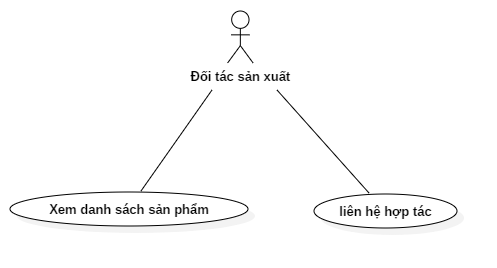 Đối tác sản xuất
Xem danh sách sản phẩm
liên hệ hợp tác